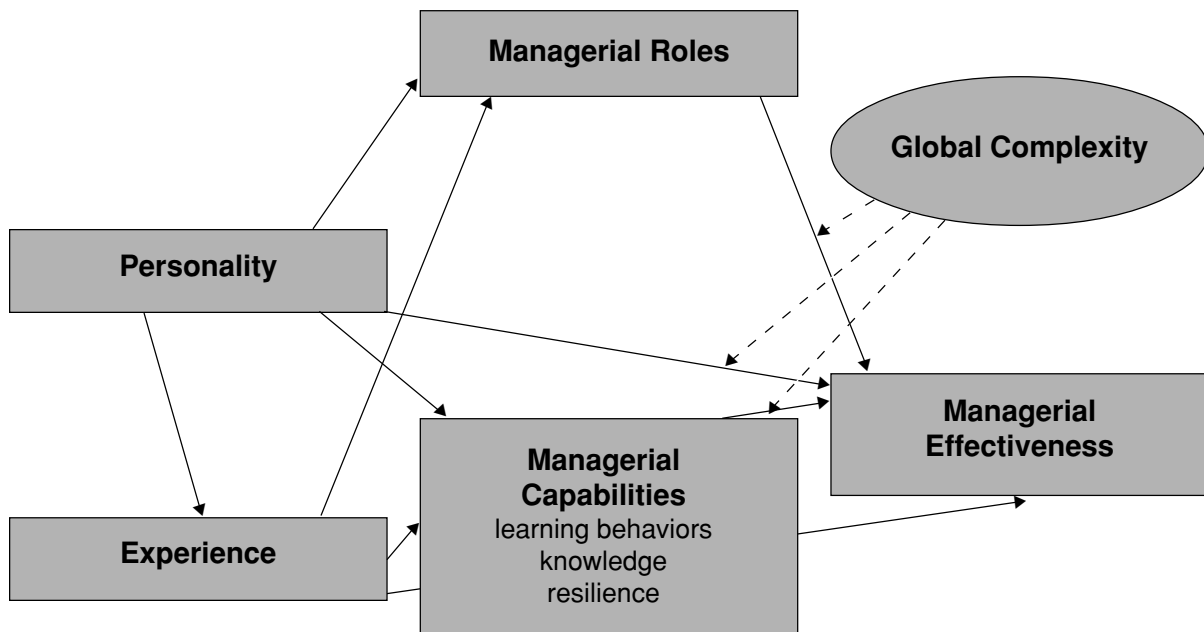 Managerial Roles
Global Complexity
Personality
Managerial
Effectiveness
Managerial
Capabilities
learning behaviors
knowledge
resilience
Experience